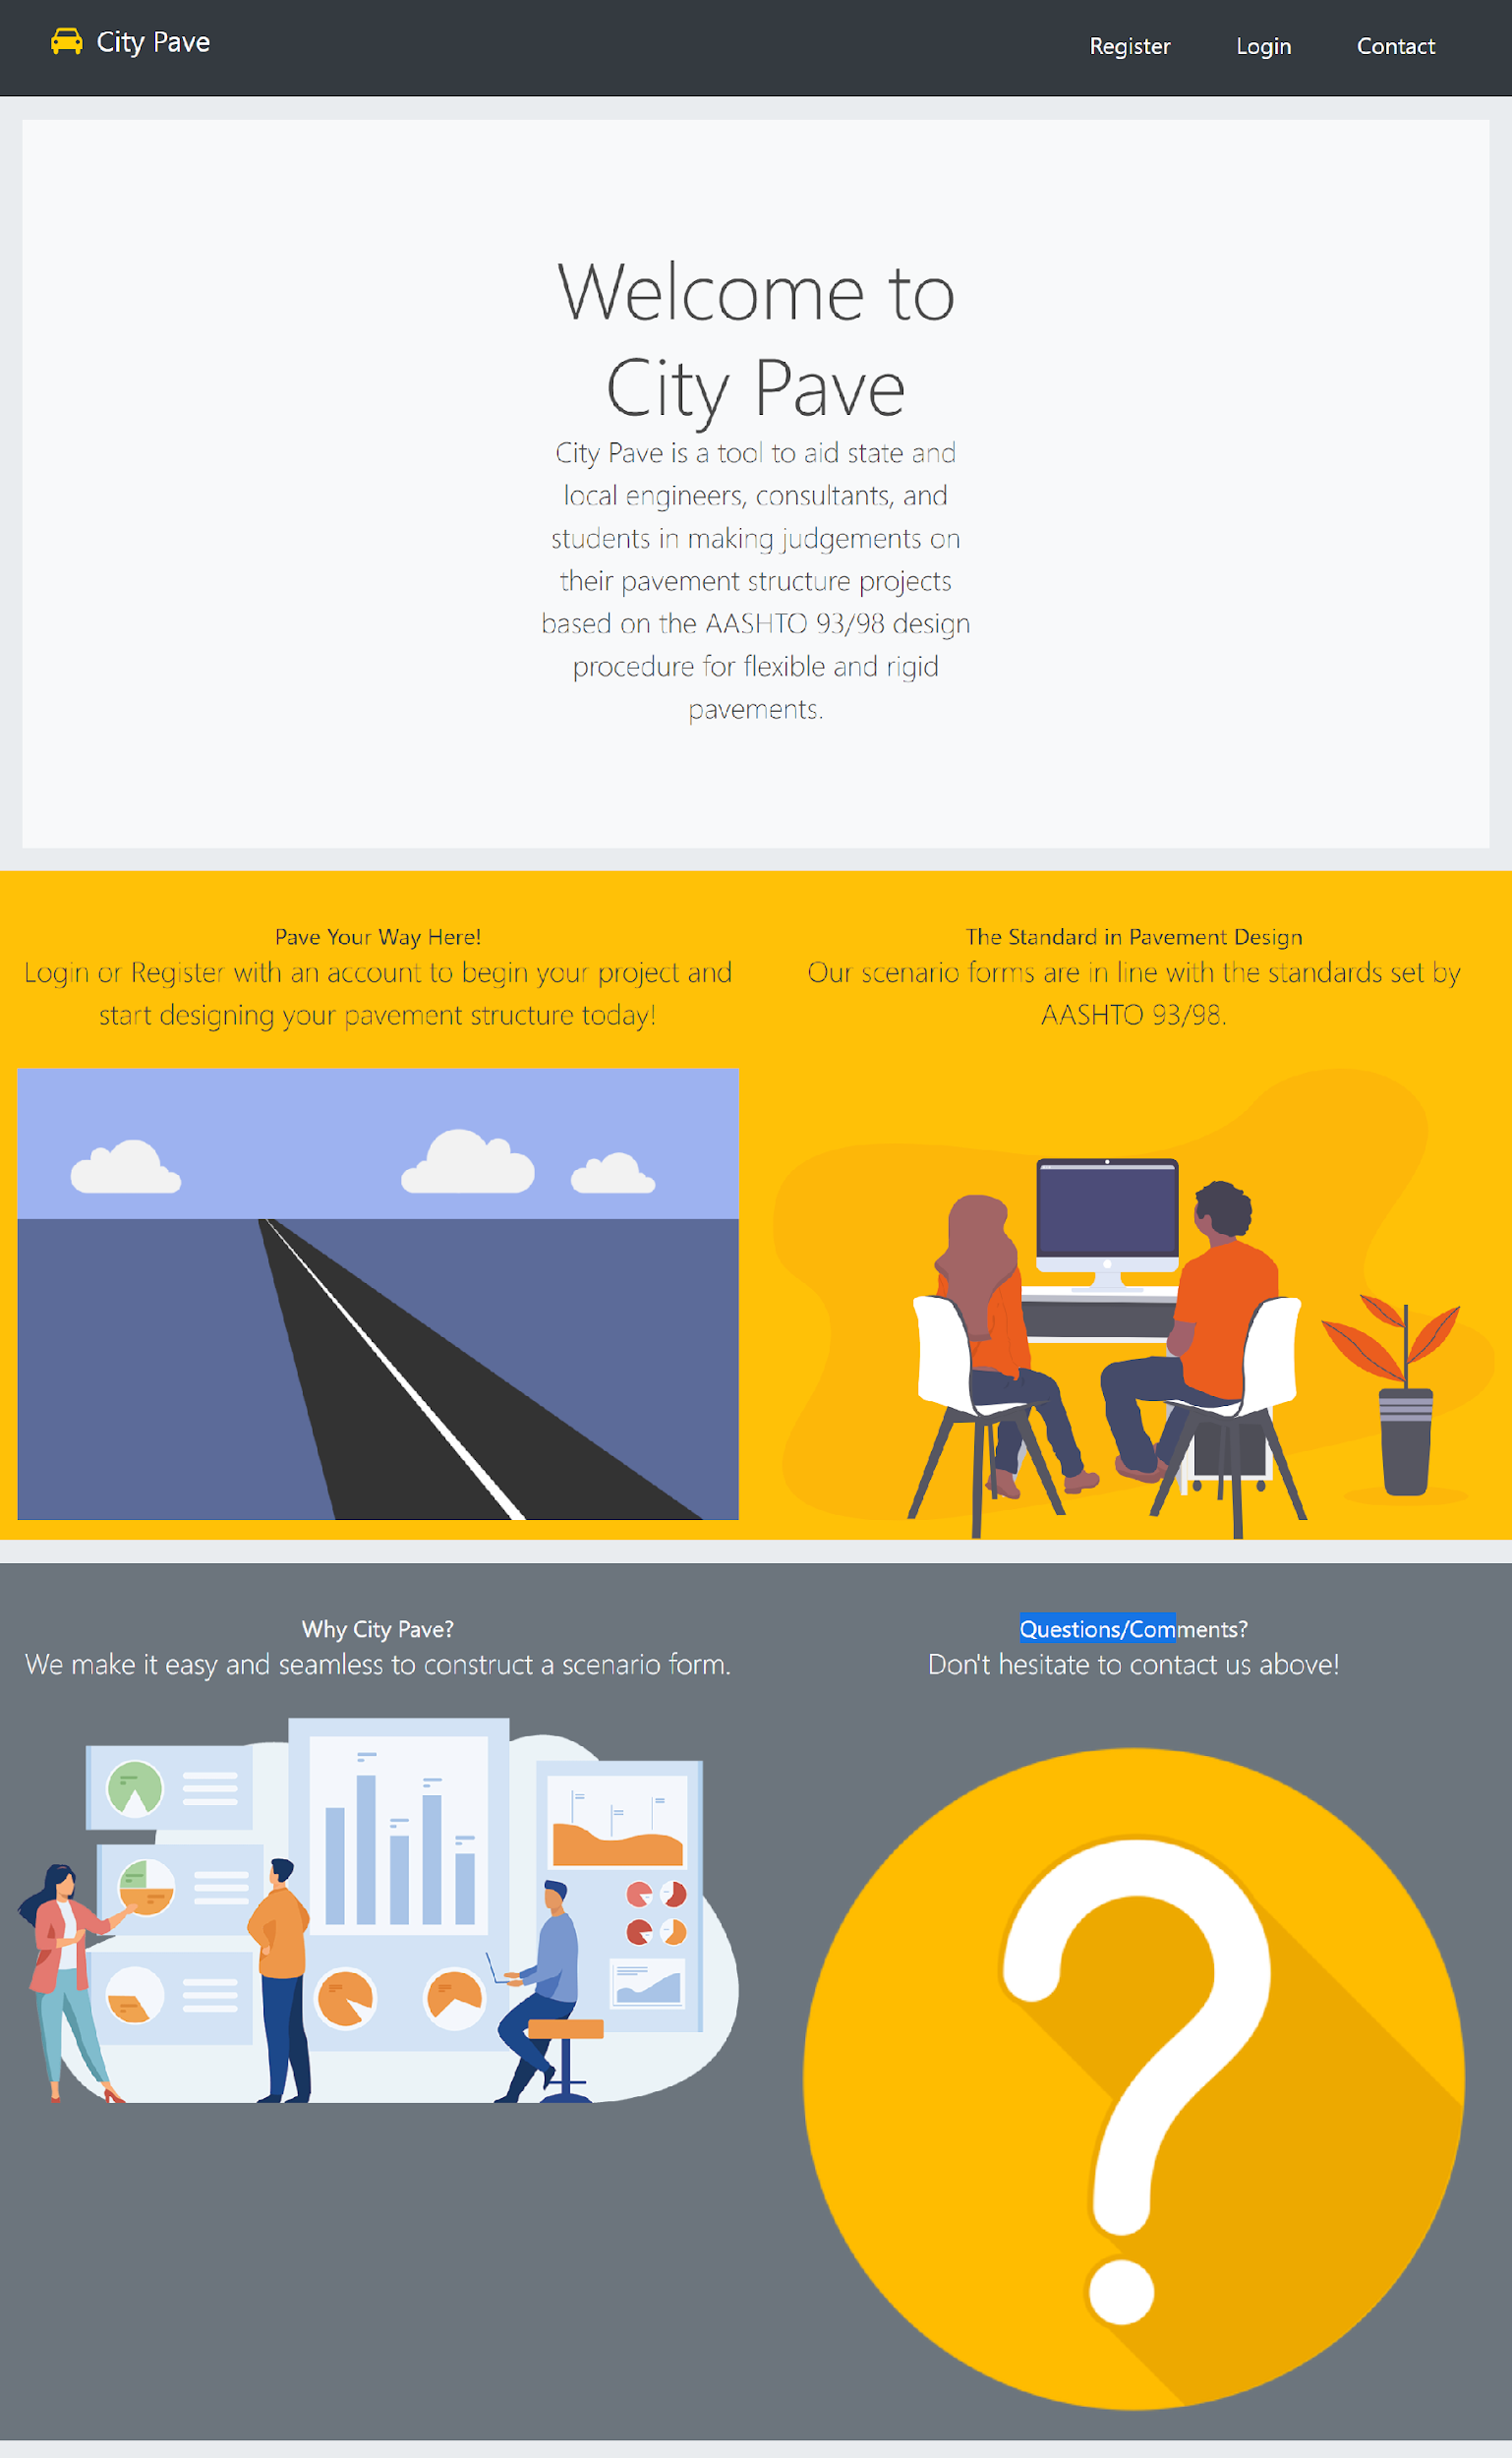 City Pave
Register Login Contact
Welcome to
City Pave
City Pave is a tool to aid state and
local engineers, consultants, and
students in making judgements on
their pavement structure projects
based on the AASHTO 93/98 design
procedure for flexible and rigid
pavements.
Pave Your Way Here!
Login or Register with an account to begin your project and
start designing your pavement structure today!
The Standard in Pavement Design
Our scenario forms are in line with the standards set by
AASHTO 93/98.
Why City Pave?
We make it easy and seamless to construct a scenario form.
Questions/Comments?
Don't hesitate to contact us above!
?